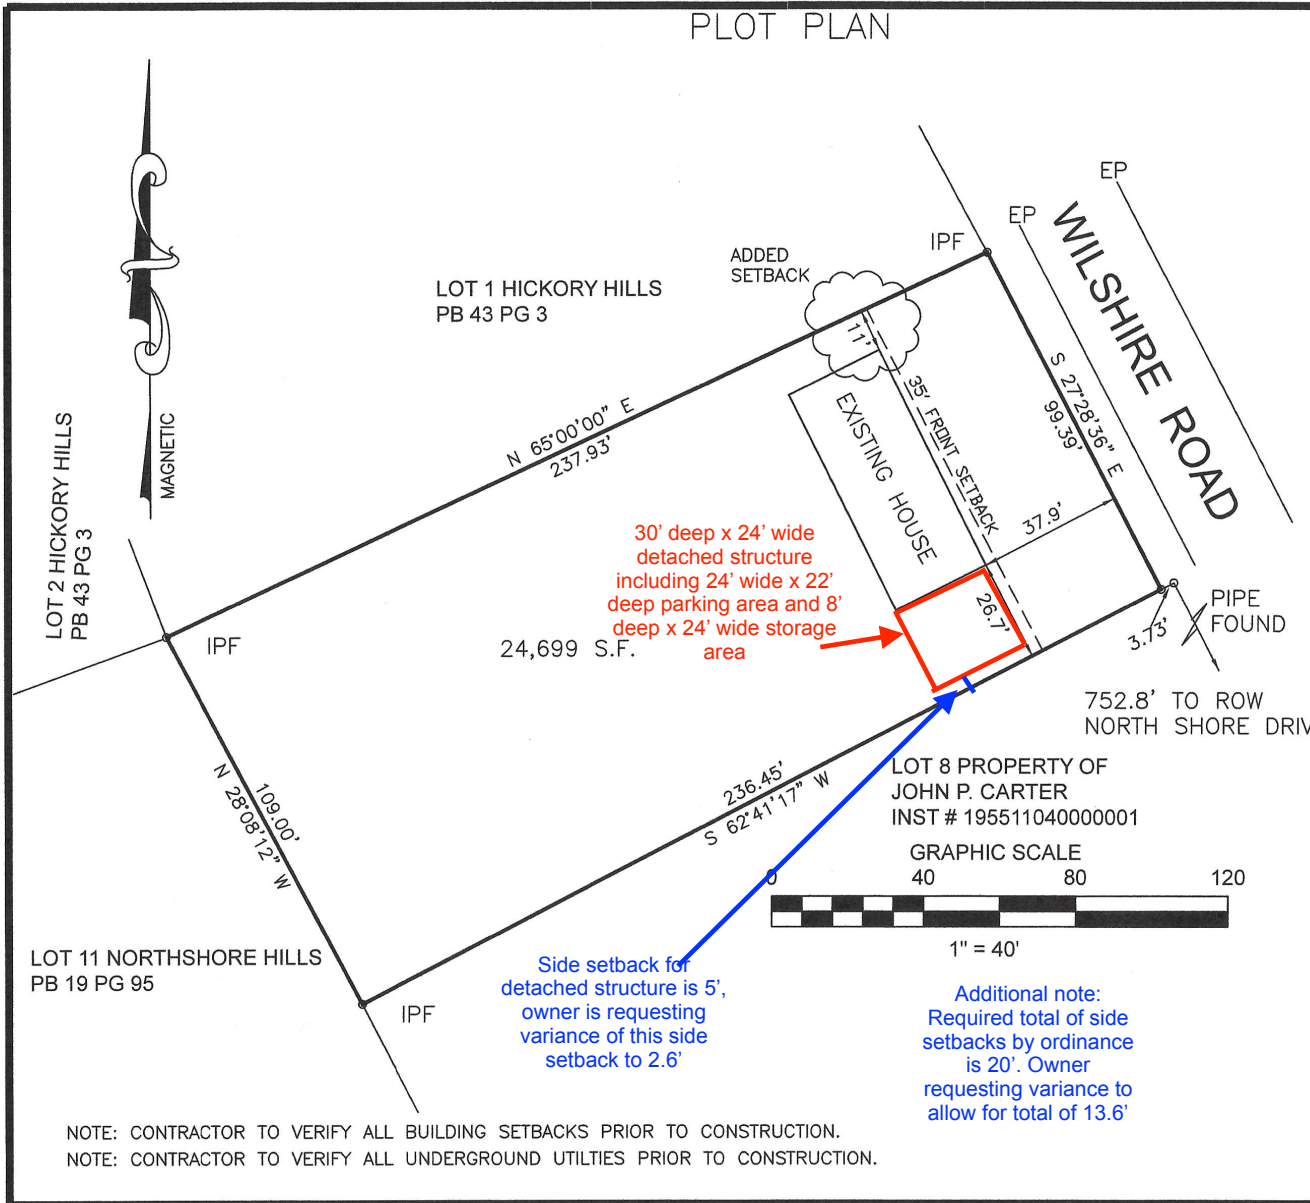 PLOT PLAN
EP
EP
WILSHIRE ROAD
IPF
ADDED
SETBACK
LOT 1 HICKORY HILLS
PB 43 PG 3
11'
35' FRONT SETBACK
S 27°28'36" E
99.39'
N 65°00'00" E
237.93'
EXISTING HOUSE
MAGNETIC
LOT 2 HICKORY HILLS
PB 43 PG 3
37.9'
30' deep x 24' wide
detached structure
including 24' wide x 22'
deep parking area and 8'
deep x 24' wide storage
area
26.7'
PIPE
FOUND
3.73'
IPF
24,699 S.F.
752.8' TO ROW
NORTH SHORE DRIV
LOT 8 PROPERTY OF
JOHN P. CARTER
INST # 195511040000001
236.45'
S 62°41'17" W
109.00'
N 28°08'12" W
GRAPHIC SCALE
0 40 80 120
1" = 40'
LOT 11 NORTHSHORE HILLS
PB 19 PG 95
IPF
Side setback for
detached structure is 5',
owner is requesting
variance of this side
setback to 2.6'
Additional note:
Required total of side
setbacks by ordinance
is 20'. Owner
requesting variance to
allow for total of 13.6'
NOTE: CONTRACTOR TO VERIFY ALL BUILDING SETBACKS PRIOR TO CONSTRUCTION.
NOTE: CONTRACTOR TO VERIFY ALL UNDERGROUND UTILTIES PRIOR TO CONSTRUCTION.